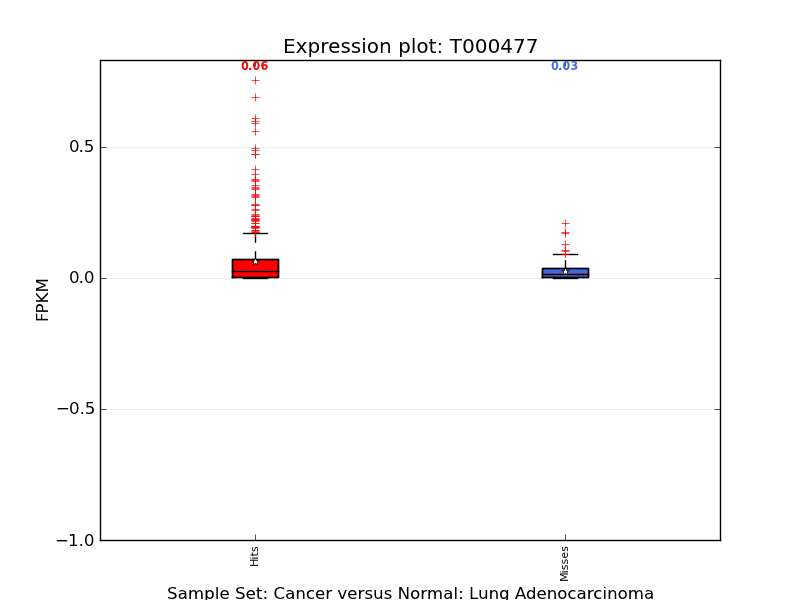 Expression plot: T000477
0.06
0.03
0.5
0.0
−0.5
−1.0
FPKM
Hits
Misses
Sample Set: Cancer versus Normal: Lung Adenocarcinoma